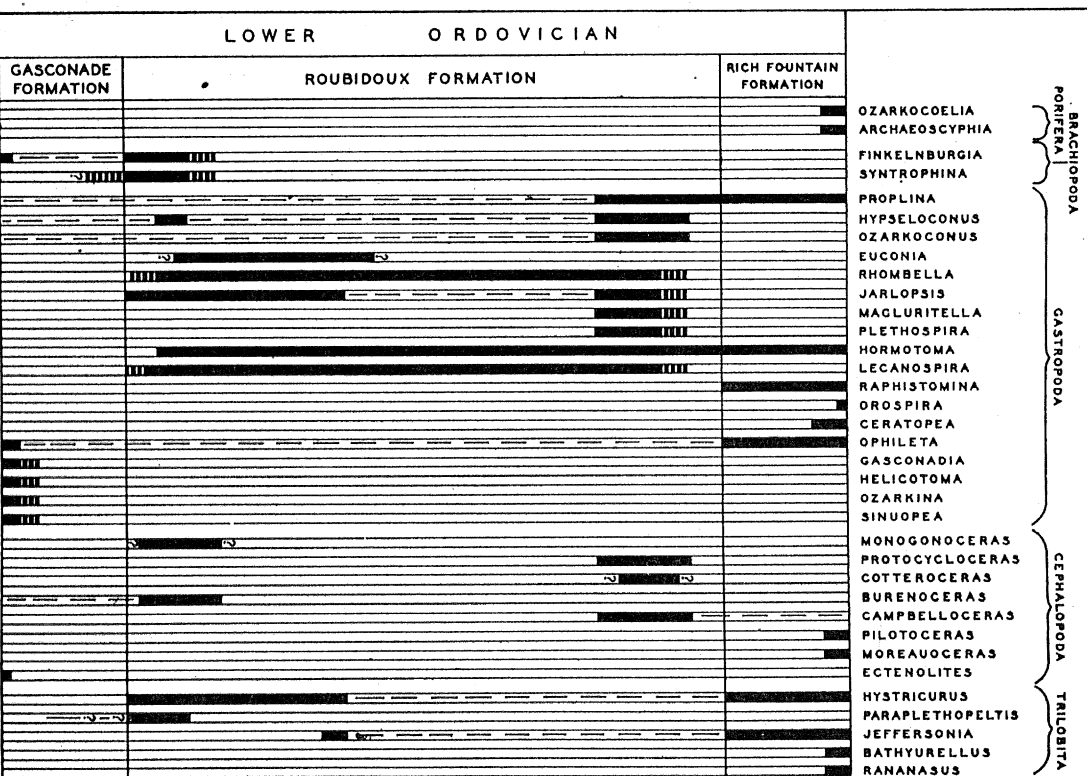 LOWER ORDOVICIAN
GASCONADE
FORMATION
ROUBIDOUX FORMATION
RICH FOUNTAIN
FORMATION
OZARKOCOELIA
ARCHAEOSCYPHIA
FINKELNBURGIA
? SYNTROPHINA
PROPLINA
HYPSELOCONUS
OZARKOCONUS
? ? EUCONIA
RHOMBELLA
JARLOPSIS
MACLURITELLA
PLETHOSPIRA
HORMOTOMA
LECANOSPIRA
RAPHISTOMINA
OROSPIRA
CERATOPEA
OPHILETA
GASCONADIA
HELICOTOMA
OZARKINA
SINUOPEA
? ? MONOGONOCERAS
PROTOCYCLOCERAS
? ? COTTEROCERAS
BURENOCERAS
CAMPBELLOCERAS
PILOTOCERAS
MOREAUOCERAS
ECTENOLITES
HYSTRICURUS
? ? PARAPLETHOPELTIS
JEFFERSONIA
BATHYURELLUS
RANANASUS
PORIFERA
BRACHIOPODA
GASTROPODA
CEPHALOPODA
TRILOBITA